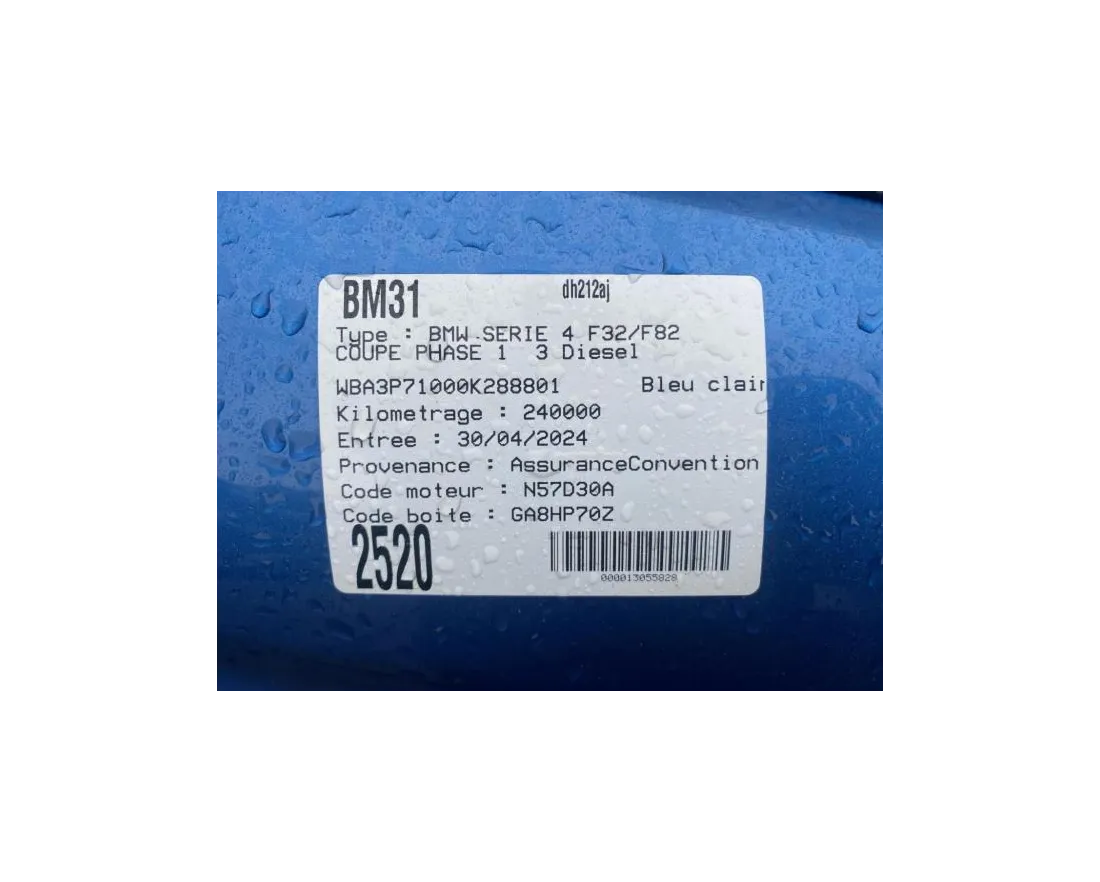 BM31 dh212aj
Type : BMW SERIE 4 F32/F82
COUPE PHASE 1 3 Diesel
WBA3P71000K288801 Bleu clair
Kilometrage : 240000
Entree : 30/04/2024
Provenance : AssuranceConvention
Code moteur : N57D30A
Code boite : GA8HP70Z
2520
000013055828